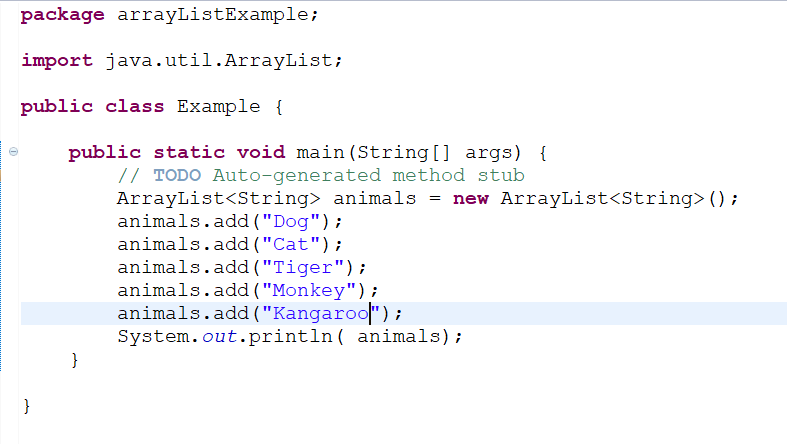 package arrayListExample;
import java.util.ArrayList;
public class Example {
public static void main(String[] args) {
// TODO Auto-generated method stub
ArrayList<String> animals = new ArrayList<String>();
animals.add("Dog");
animals.add("Cat");
animals.add("Tiger");
animals.add("Monkey");
animals.add("Kangaroo");
System.out.println( animals);
}
}